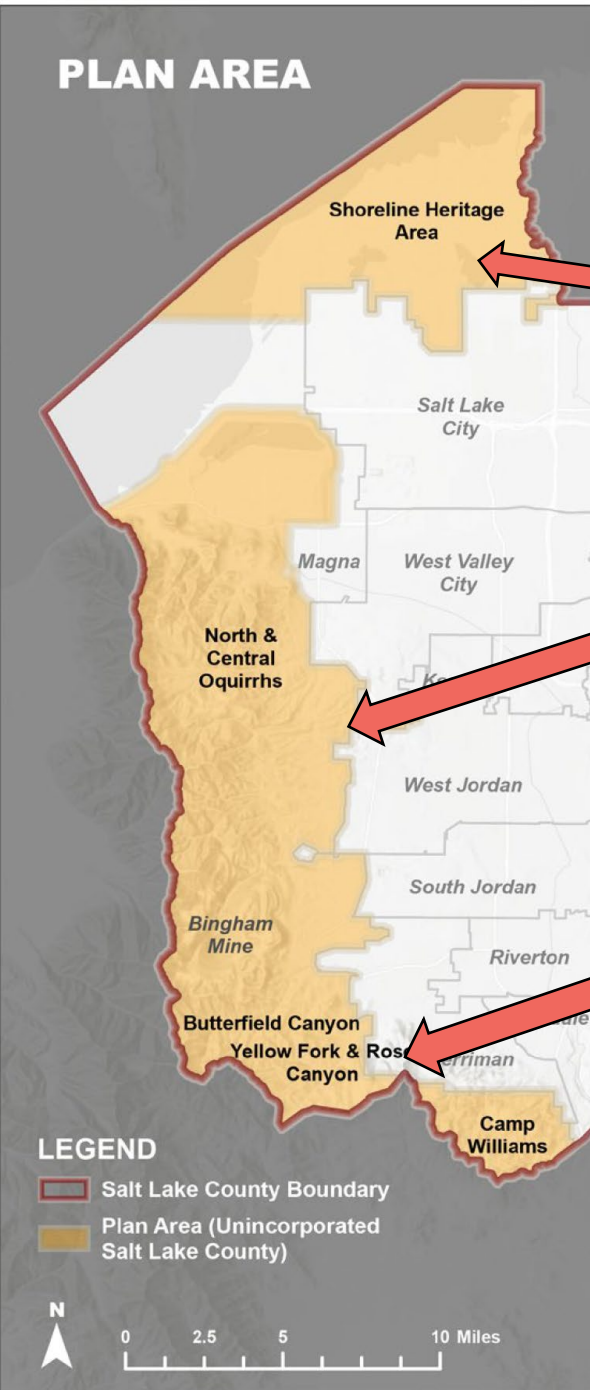 PLAN AREA
Shoreline Heritage
Area
Salt Lake
City
Magna
West Valley
City
North &
Central
Oquirrhs
West Jordan
South Jordan
Bingham
Mine
Riverton
Butterfield Canyon
Yellow Fork &
Canyon
Camp
Williams
LEGEND
Salt Lake County Boundary
Plan Area (Unincorporated
Salt Lake County)
N
0 2.5 5 10 Miles